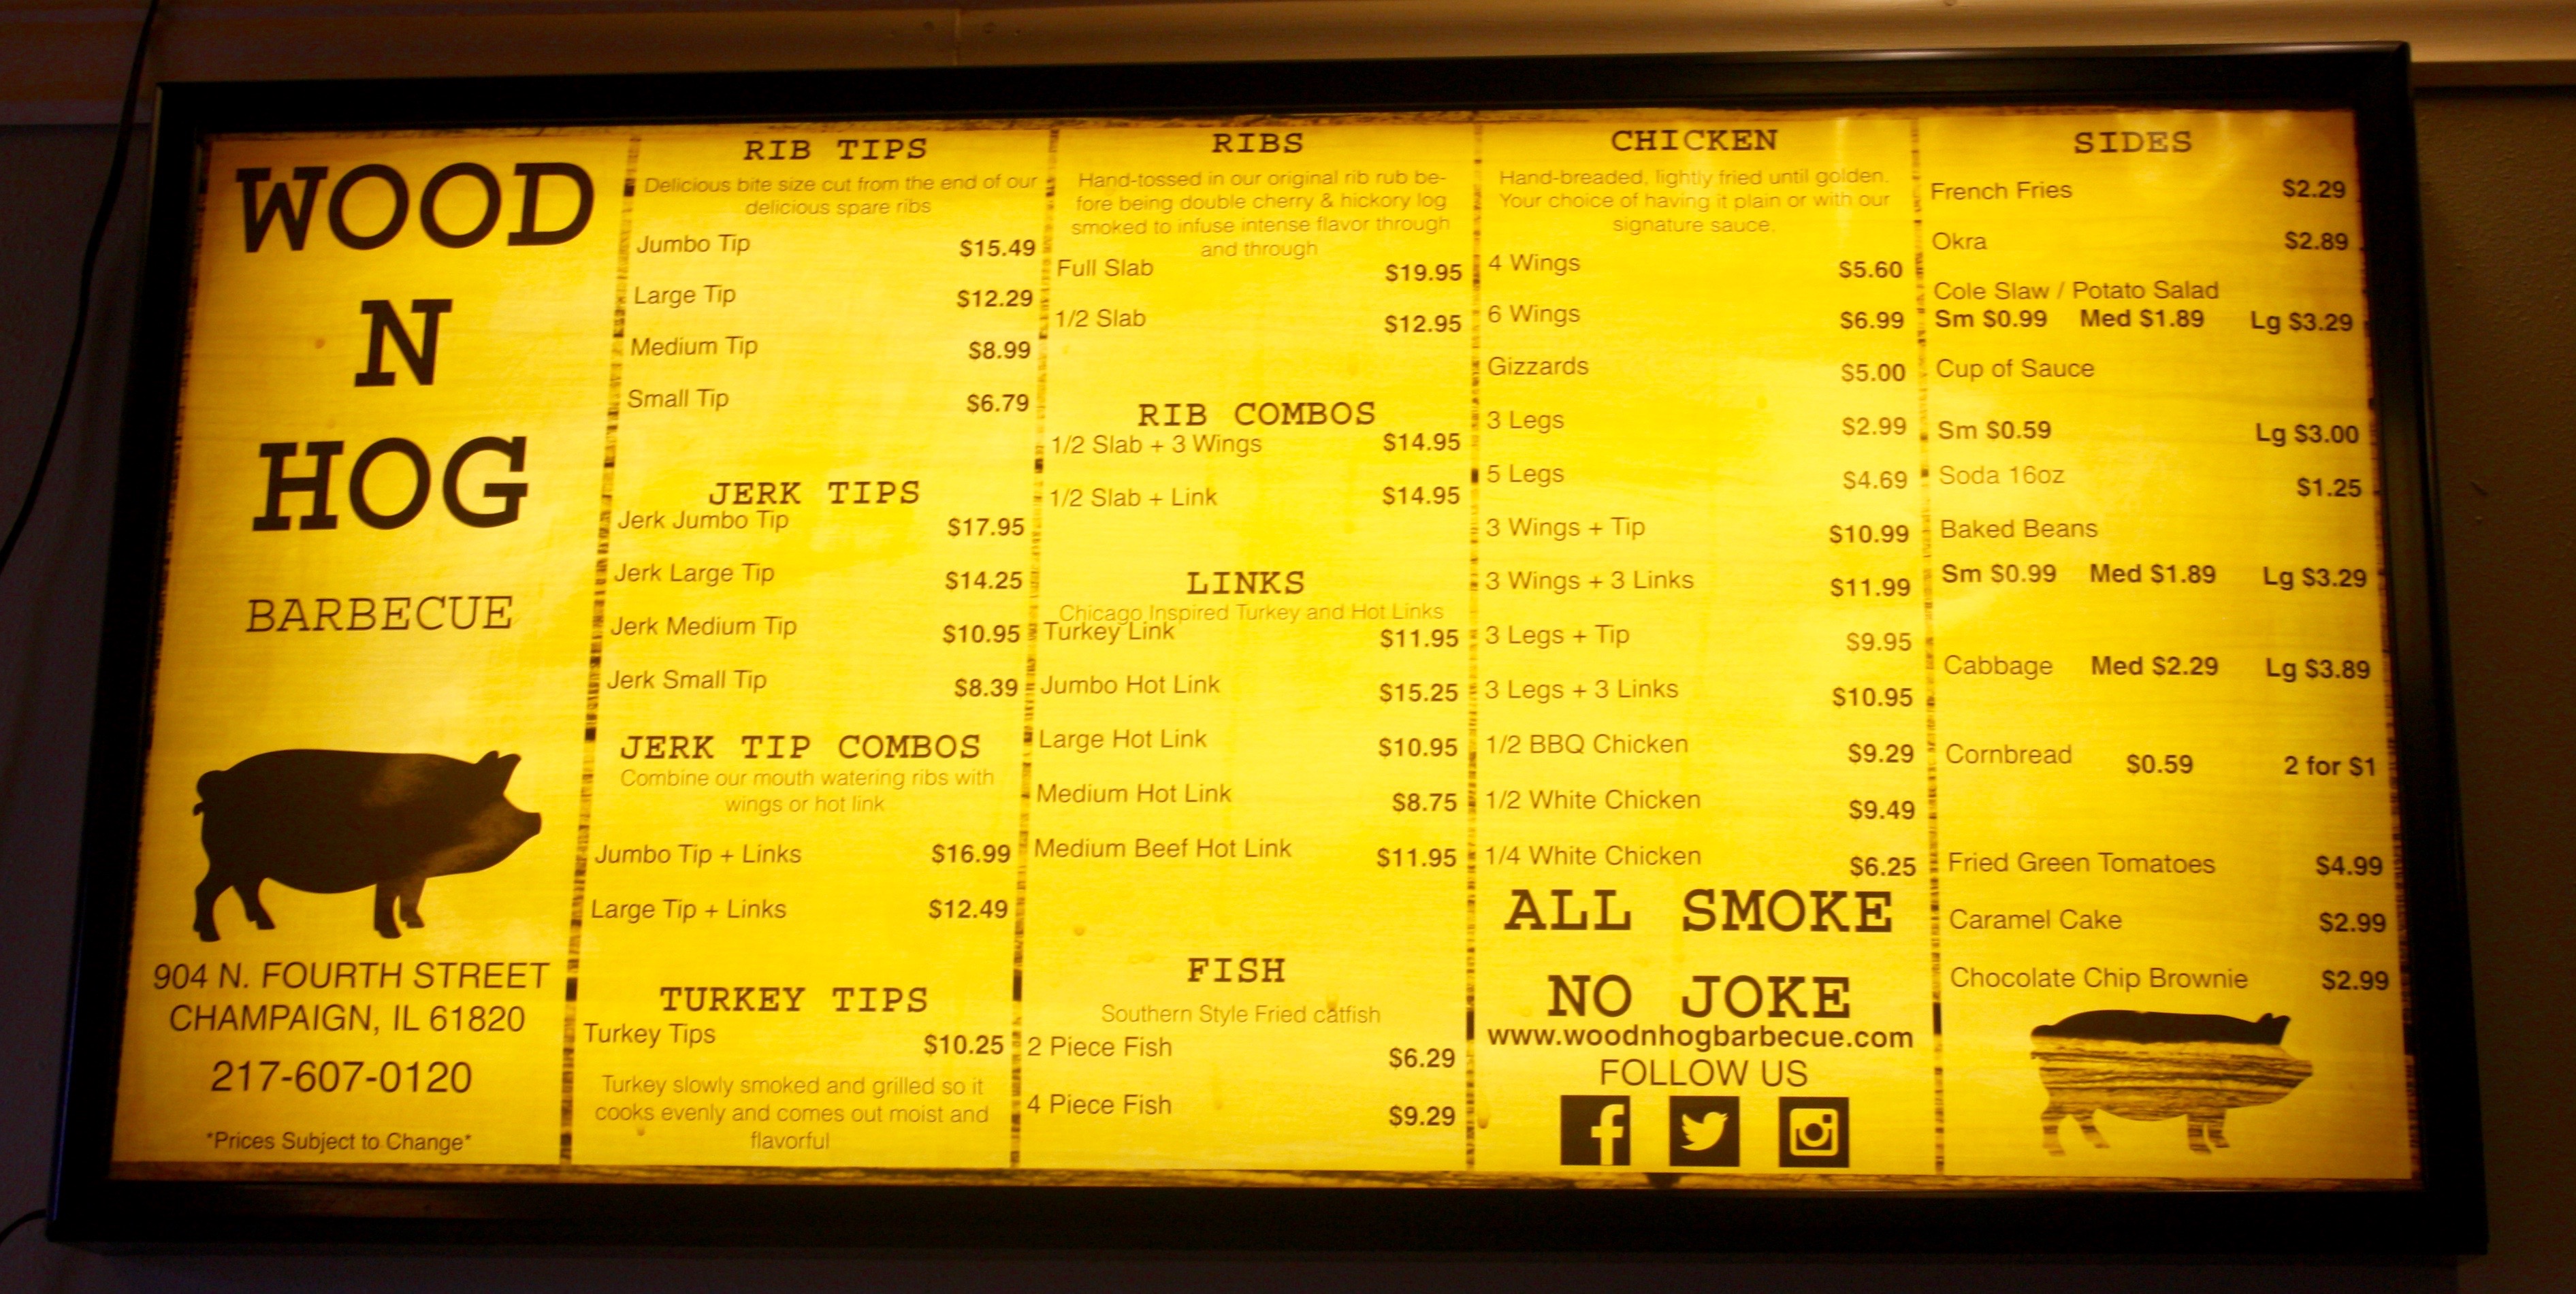 WOOD
N
HOG
BARBECUE
904 N. FOURTH STREET
CHAMPAIGN, IL 61820
217-607-0120
*Prices Subject to Change*
RIB TIPS
Delicious bite size cut from the end of our
delicious spare ribs
Jumbo Tip $15.49
Large Tip $12.29
Medium Tip $8.99
Small Tip $6.79
JERK TIPS
Jerk Jumbo Tip $17.95
Jerk Large Tip $14.25
Jerk Medium Tip $10.95
Jerk Small Tip $8.39
JERK TIP COMBOS
Combine our mouth watering ribs with
wings or hot link
Jumbo Tip + Links $16.99
Large Tip + Links $12.49
TURKEY TIPS
Turkey Tips $10.25
Turkey slowly smoked and grilled so it
cooks evenly and comes out moist and
flavorful
RIBS
Hand-tossed in our original rib rub be-
fore being double cherry & hickory log
smoked to infuse intense flavor through
and through
Full Slab $19.95
1/2 Slab $12.95
RIB COMBOS
1/2 Slab + 3 Wings $14.95
1/2 Slab + Link $14.95
LINKS
Chicago Inspired Turkey and Hot Links
Turkey Link $11.95
Jumbo Hot Link $15.25
Large Hot Link $10.95
Medium Hot Link $8.75
Medium Beef Hot Link $11.95
FISH
Southern Style Fried catfish
2 Piece Fish $6.29
4 Piece Fish $9.29
CHICKEN
Hand-breaded, lightly fried until golden.
Your choice of having it plain or with our
signature sauce.
4 Wings $5.60
6 Wings $6.99
Gizzards $5.00
3 Legs $2.99
5 Legs $4.69
3 Wings + Tip $10.99
3 Wings + 3 Links $11.99
3 Legs + Tip $9.95
3 Legs + 3 Links $10.95
1/2 BBQ Chicken $9.29
1/2 White Chicken $9.49
1/4 White Chicken $6.25
ALL SMOKE
NO JOKE
www.woodnhogbarbecue.com
FOLLOW US
SIDES
French Fries $2.29
Okra $2.89
Cole Slaw / Potato Salad
Sm $0.99 Med $1.89 Lg $3.29
Cup of Sauce
Sm $0.59 Lg $3.00
Soda 16oz $1.25
Baked Beans
Sm $0.99 Med $1.89 Lg $3.29
Cabbage Med $2.29 Lg $3.89
Cornbread $0.59 2 for $1
Fried Green Tomatoes $4.99
Caramel Cake $2.99
Chocolate Chip Brownie $2.99